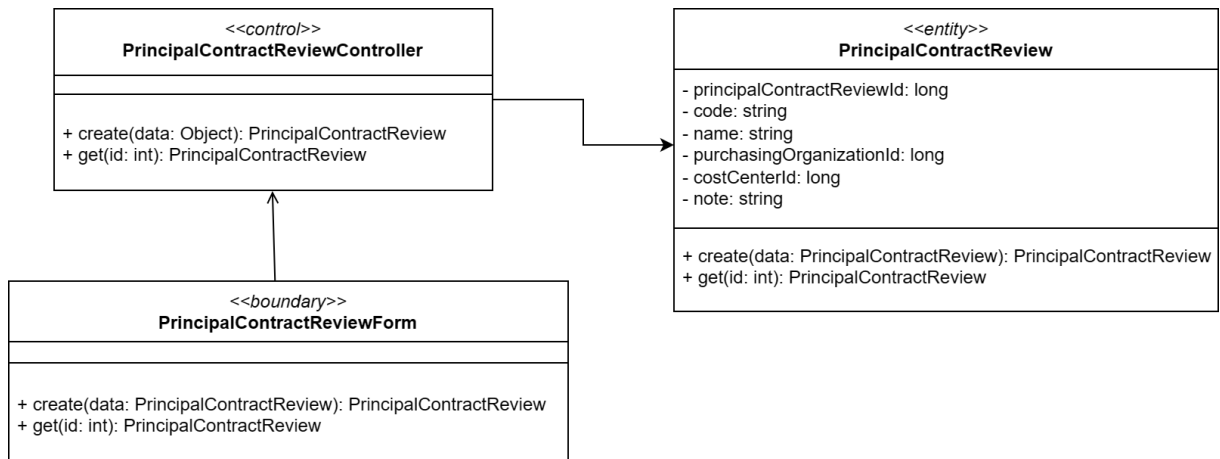 <<control>>
PrincipalContractReviewController
+ create(data: Object): PrincipalContractReview
+ get(id: int): PrincipalContractReview
<<entity>>
PrincipalContractReview
- principalContractReviewId: long
- code: string
- name: string
- purchasingOrganizationId: long
- costCenterId: long
- note: string
+ create(data: PrincipalContractReview): PrincipalContractReview
+ get(id: int): PrincipalContractReview
<<boundary>>
PrincipalContractReviewForm
+ create(data: PrincipalContractReview): PrincipalContractReview
+ get(id: int): PrincipalContractReview